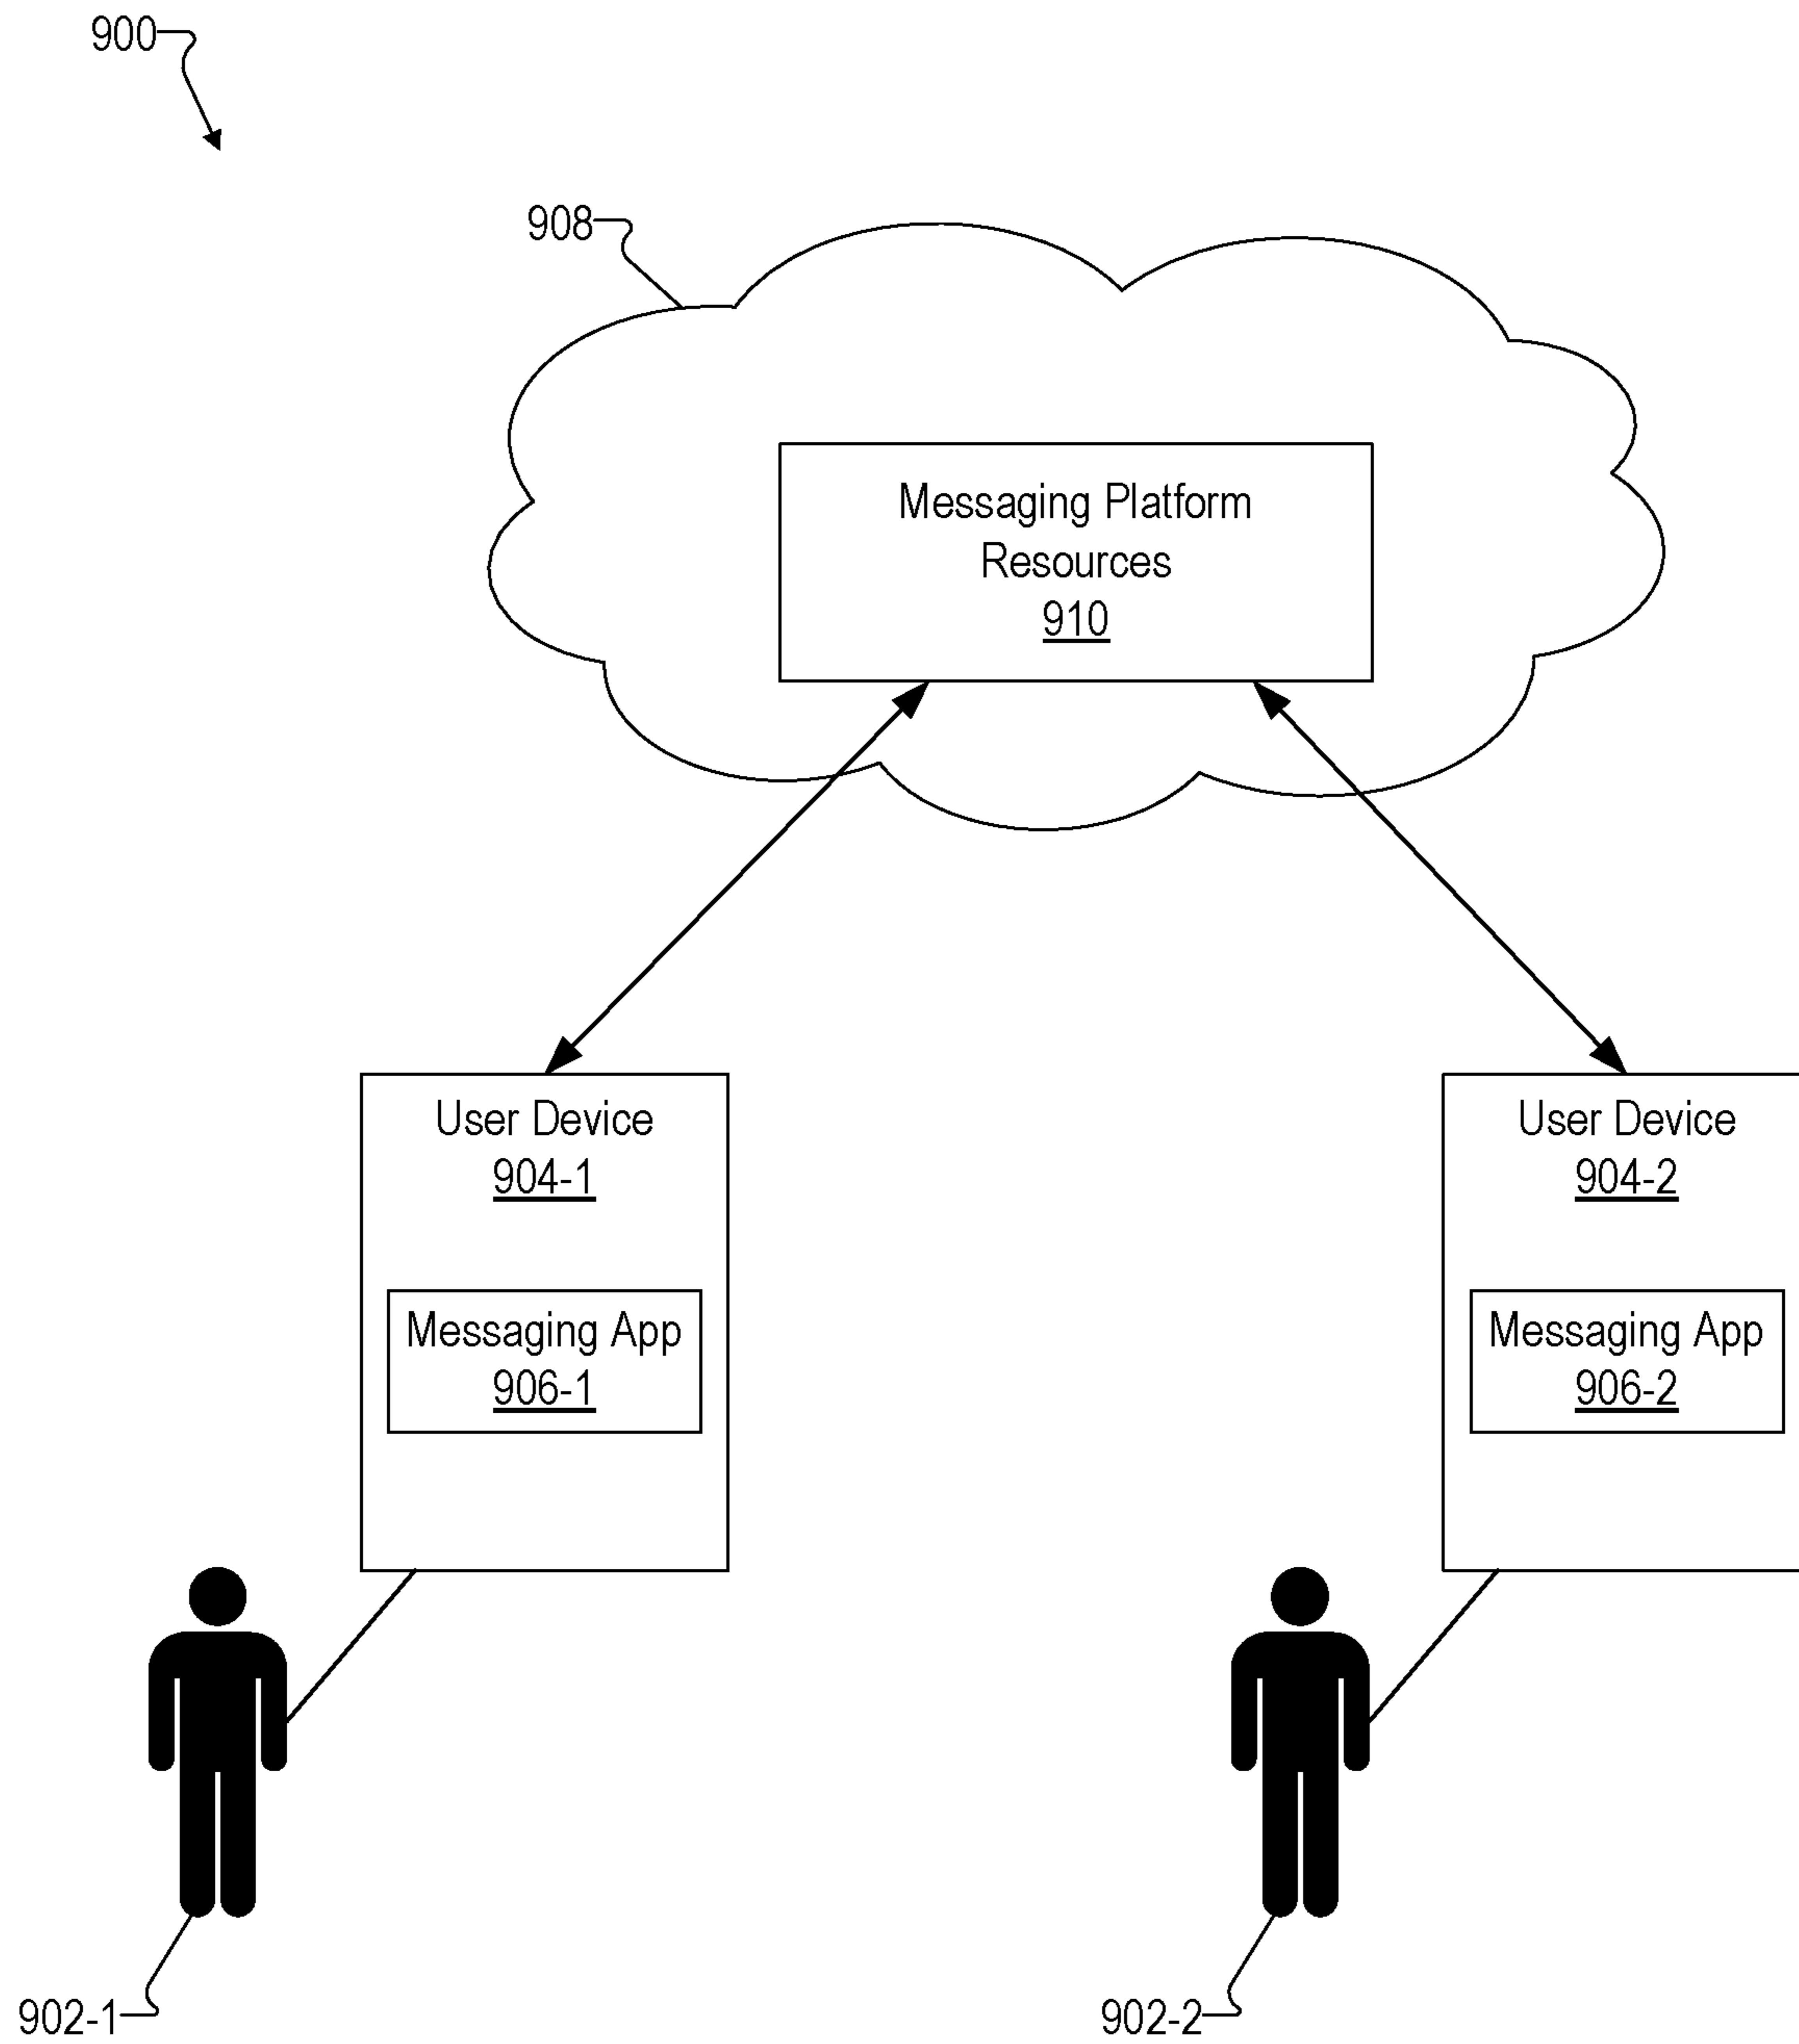 900
908
Messaging Platform
Resources
910
User Device
904-1
Messaging App
906-1
User Device
904-2
Messaging App
906-2
902-1
902-2